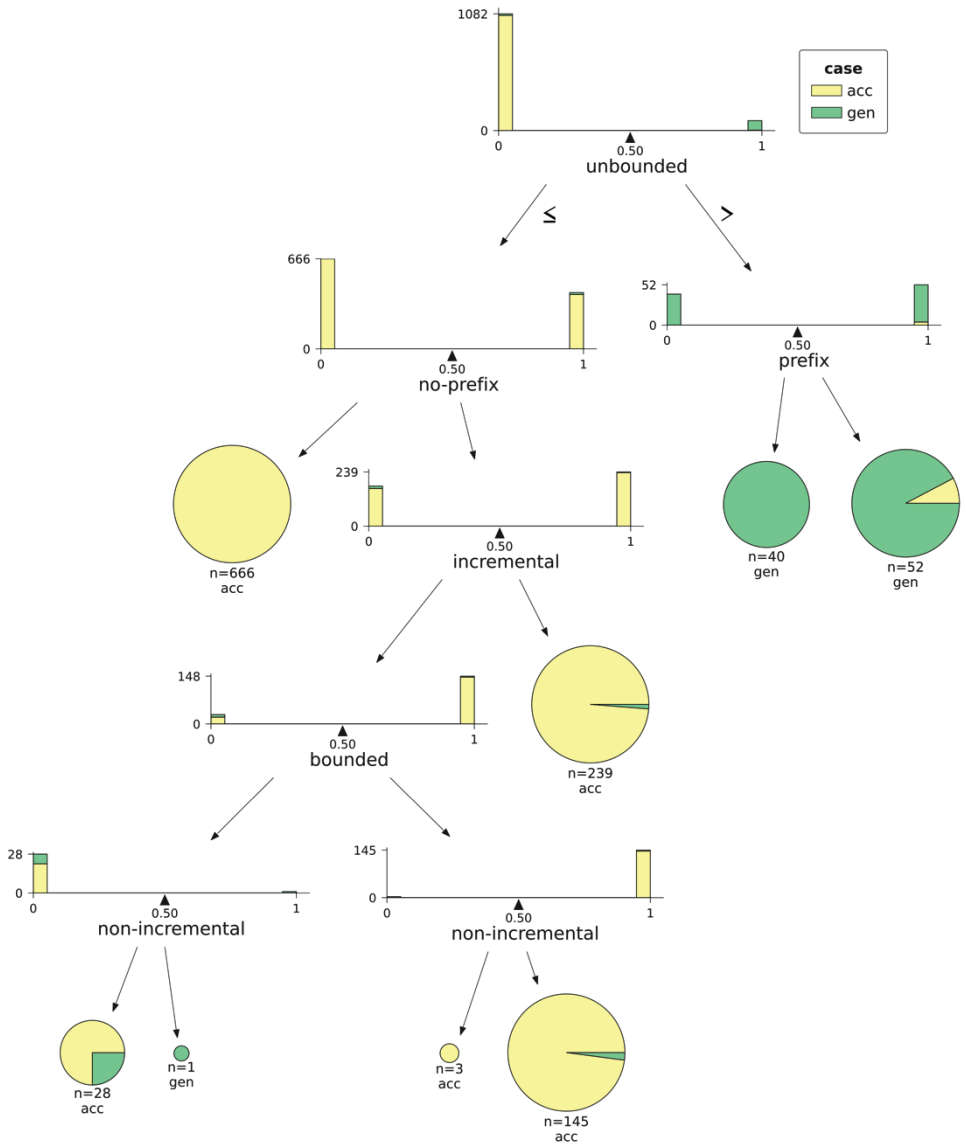 1082
case
acc
gen
0
0
0.50
1
unbounded
≤
>
666
0
0
0.50
1
no-prefix
52
0
0
0.50
1
prefix
n=666
acc
239
0
0
0.50
1
incremental
n=40
gen
n=52
gen
148
0
0
0.50
1
bounded
n=239
acc
28
0
0
0.50
1
non-incremental
145
0
0
0.50
1
non-incremental
n=28
acc
n=1
gen
n=3
acc
n=145
acc